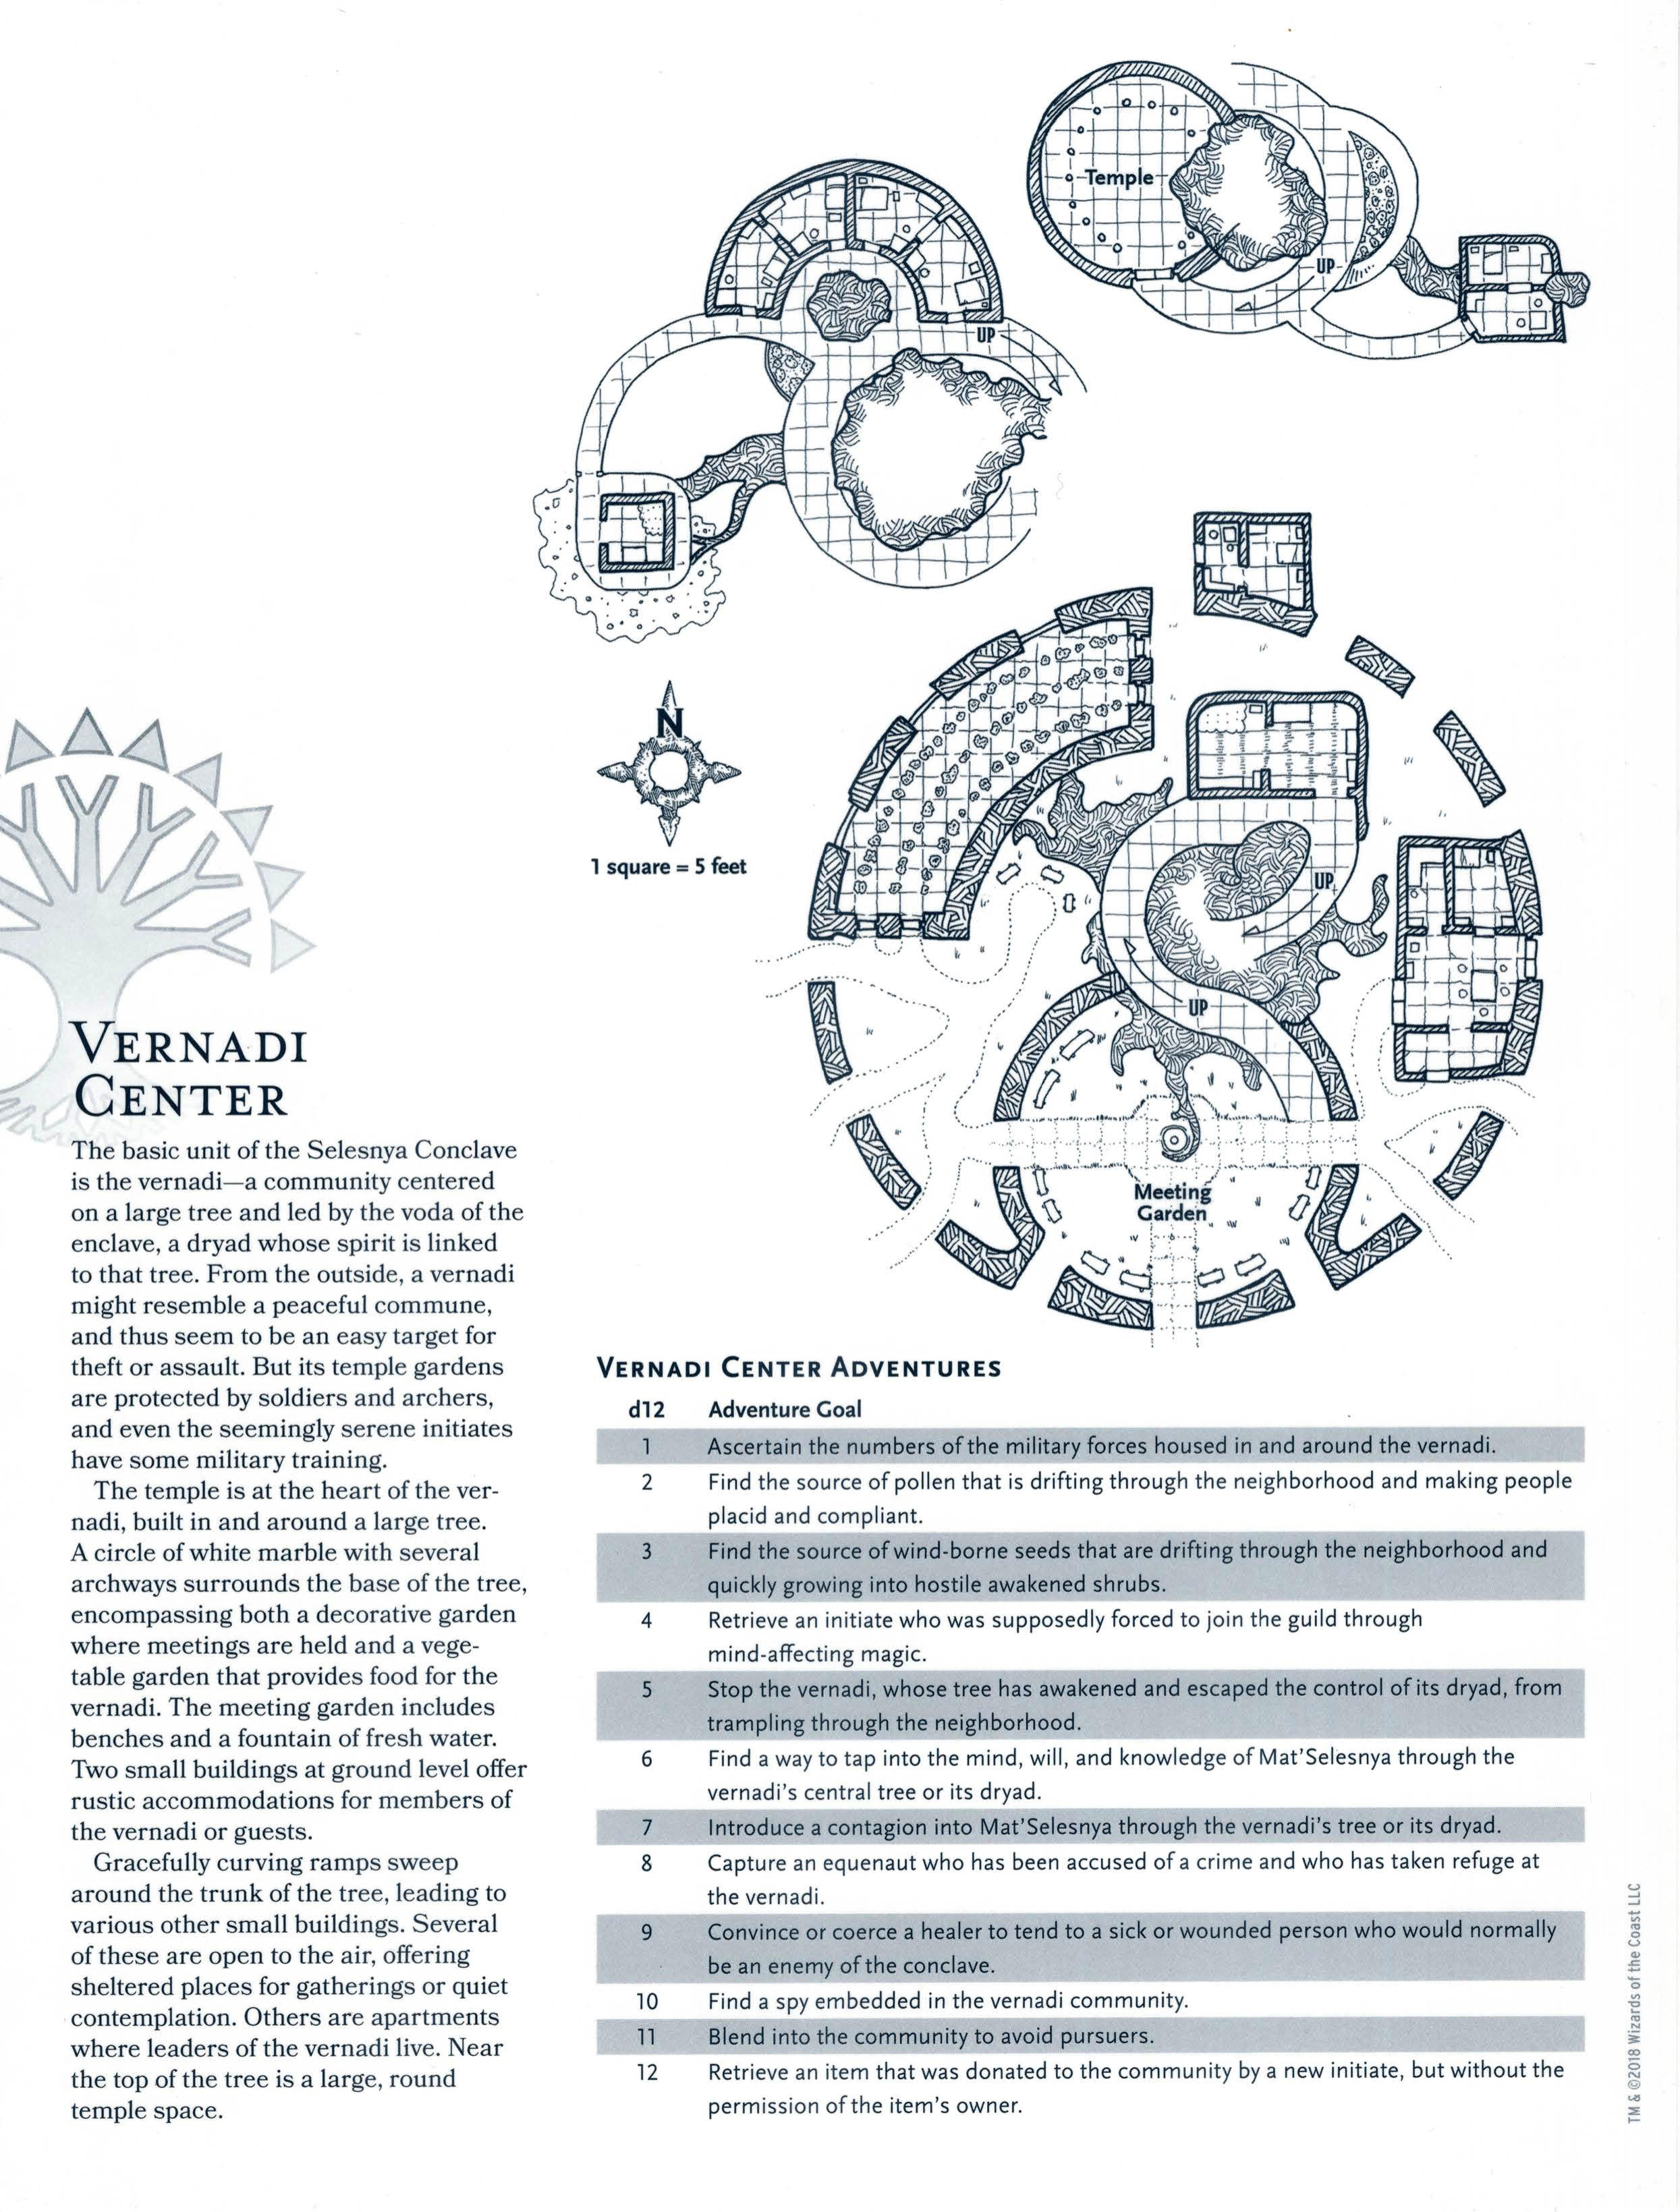 Temple
UP
UP
N
1 square = 5 feet
UP
UP
Meeting
Garden
VERNADI
CENTER
The basic unit of the Selesnya Conclave
is the vernadi—a community centered
on a large tree and led by the voda of the
enclave, a dryad whose spirit is linked
to that tree. From the outside, a vernadi
might resemble a peaceful commune,
and thus seem to be an easy target for
theft or assault. But its temple gardens
are protected by soldiers and archers,
and even the seemingly serene initiates
have some military training.
The temple is at the heart of the ver-
nadi, built in and around a large tree.
A circle of white marble with several
archways surrounds the base of the tree,
encompassing both a decorative garden
where meetings are held and a vege-
table garden that provides food for the
vernadi. The meeting garden includes
benches and a fountain of fresh water.
Two small buildings at ground level offer
rustic accommodations for members of
the vernadi or guests.
Gracefully curving ramps sweep
around the trunk of the tree, leading to
various other small buildings. Several
of these are open to the air, offering
sheltered places for gatherings or quiet
contemplation. Others are apartments
where leaders of the vernadi live. Near
the top of the tree is a large, round
temple space.
VERNADI CENTER ADVENTURES
d12 Adventure Goal
1 Ascertain the numbers of the military forces housed in and around the vernadi.
2 Find the source of pollen that is drifting through the neighborhood and making people
placid and compliant.
3 Find the source of wind-borne seeds that are drifting through the neighborhood and
quickly growing into hostile awakened shrubs.
4 Retrieve an initiate who was supposedly forced to join the guild through
mind-affecting magic.
5 Stop the vernadi, whose tree has awakened and escaped the control of its dryad, from
trampling through the neighborhood.
6 Find a way to tap into the mind, will, and knowledge of Mat'Selesnya through the
vernadi's central tree or its dryad.
7 Introduce a contagion into Mat'Selesnya through the vernadi's tree or its dryad.
8 Capture an equenaut who has been accused of a crime and who has taken refuge at
the vernadi.
9 Convince or coerce a healer to tend to a sick or wounded person who would normally
be an enemy of the conclave.
10 Find a spy embedded in the vernadi community.
11 Blend into the community to avoid pursuers.
12 Retrieve an item that was donated to the community by a new initiate, but without the
permission of the item's owner.
TM & ©2018 Wizards of the Coast LLC